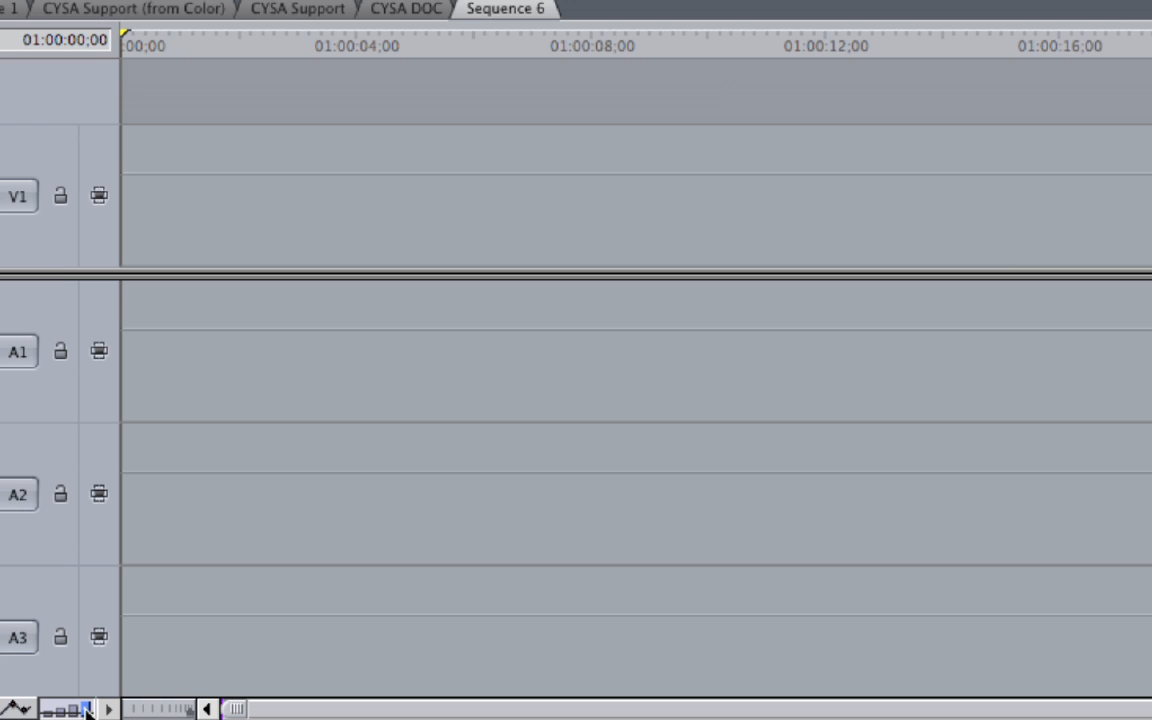 e 1 CYSA Support (from Color) CYSA Support CYSA DOC Sequence 6
01:00:00;00 :00;00 01:00:04;00 01:00:08;00 01:00:12;00 01:00:16;00
V1
A1
A2
A3